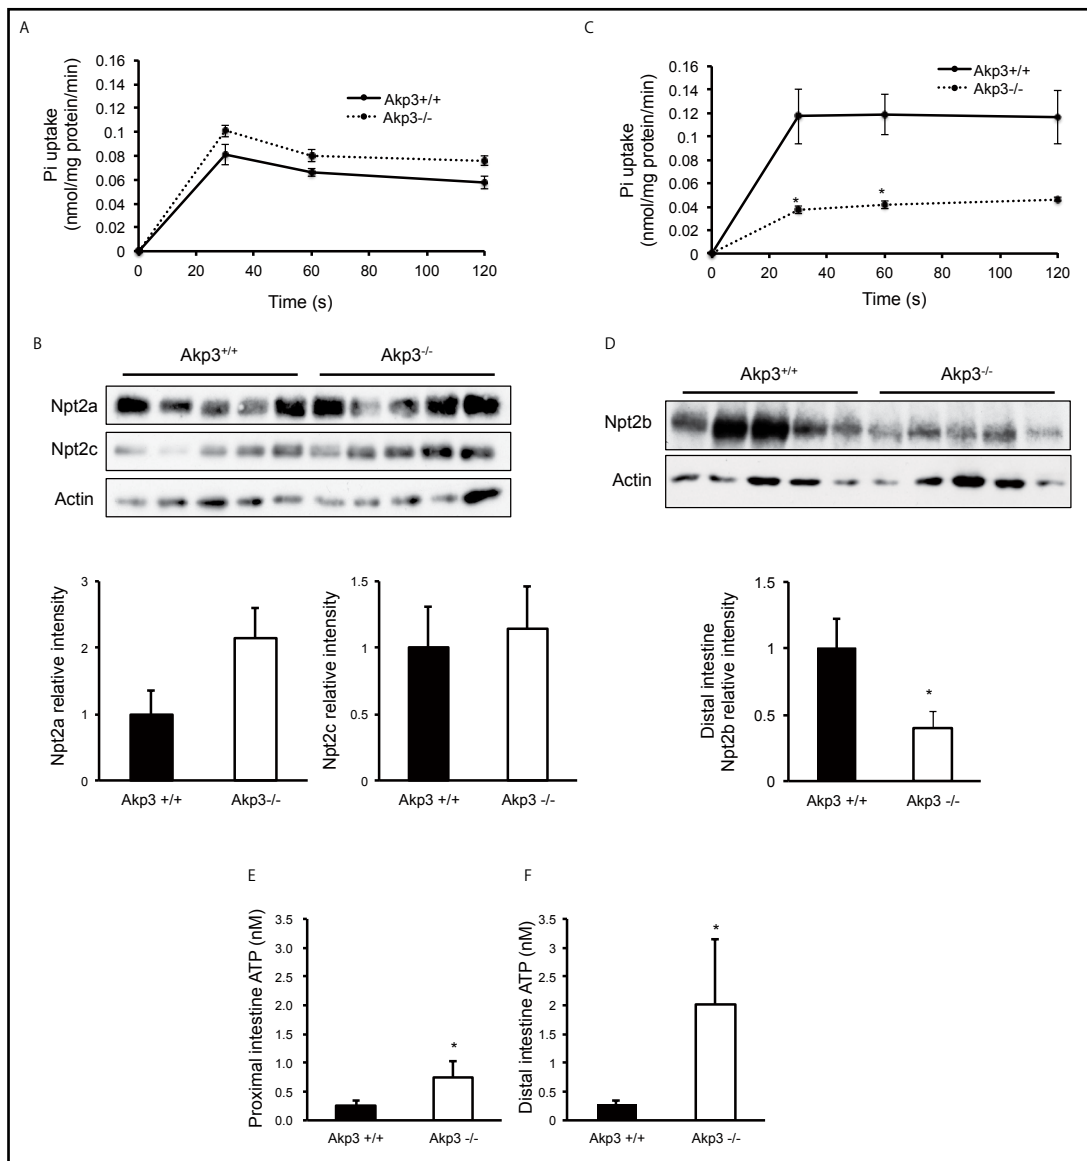 A
Pi uptake
(nmol/mg protein/min)
0.16
0.14
0.12
0.1
0.08
0.06
0.04
0.02
0
0 20 40 60 80 100 120
Time (s)
Akp3+/+
Akp3-/-
C
Pi uptake
(nmol/mg protein/min)
0.16
0.14
0.12
0.10
0.08
0.06
0.04
0.02
0.00
0 20 40 60 80 100 120
Time (s)
Akp3+/+
Akp3-/-
*
*
B
Akp3+/+ Akp3-/-
Npt2a
Npt2c
Actin
Npt2a relative intensity
3
2
1
0
Akp3 +/+ Akp3-/-
Npt2c relative intensity
1.5
1
0.5
0
Akp3 +/+ Akp3 -/-
D
Akp3+/+ Akp3-/-
Npt2b
Actin
Distal intestine
Npt2b relative intensity
1.5
1
0.5
0
*
Akp3 +/+ Akp3 -/-
E
Proximal intestine ATP (nM)
3.5
3.0
2.5
2.0
1.5
1.0
0.5
0.0
*
Akp3 +/+ Akp3 -/-
F
Distal intestine ATP (nM)
3.5
3
2.5
2
1.5
1
0.5
0
*
Akp3 +/+ Akp3 -/-